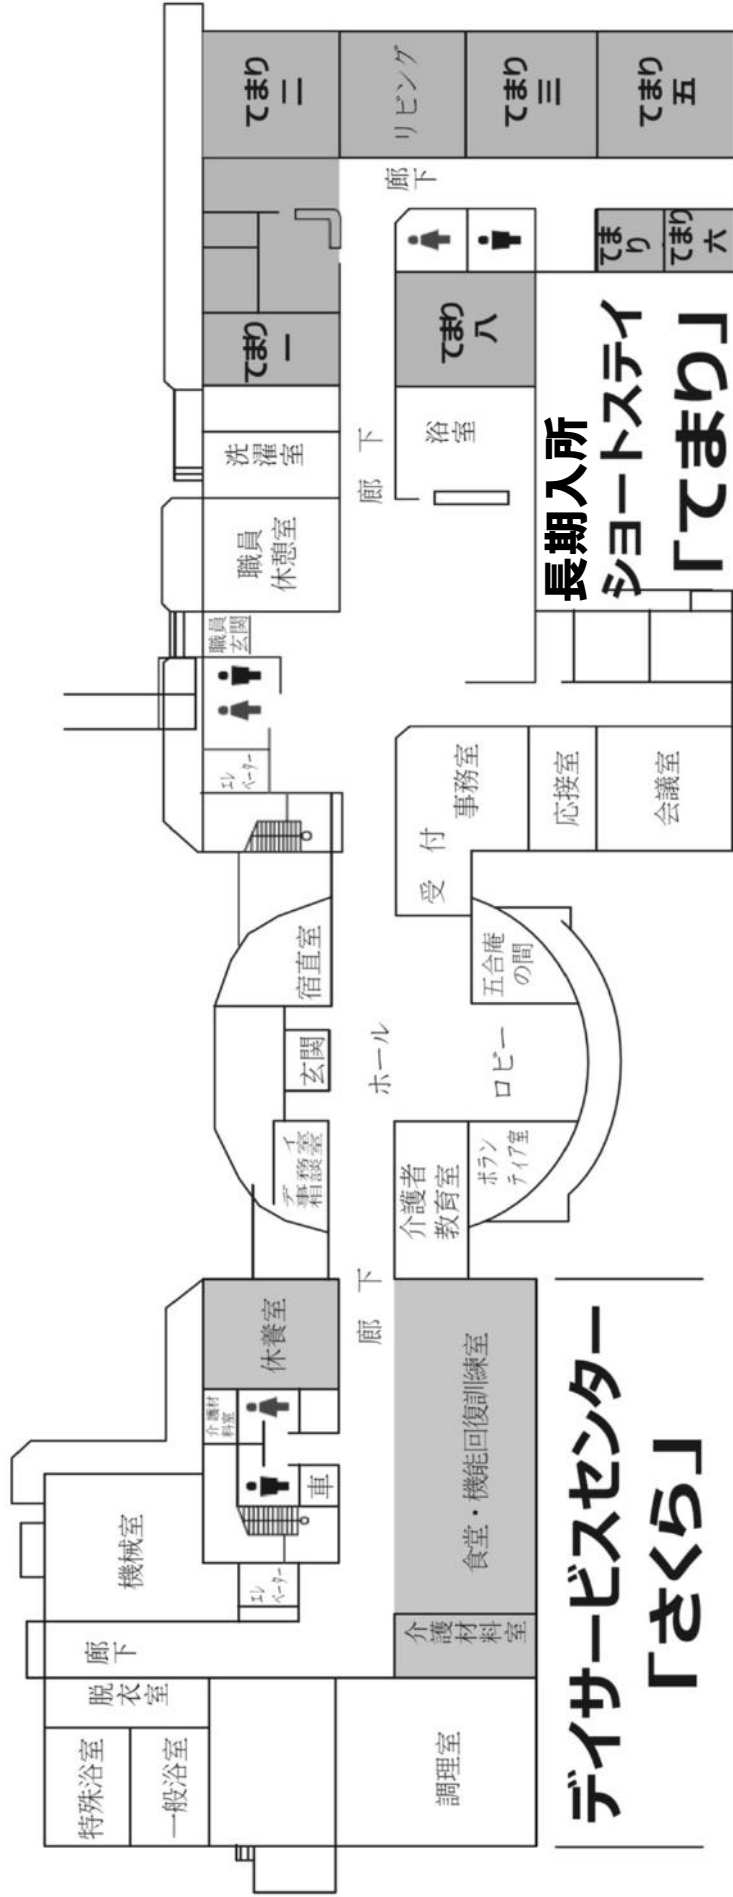 特殊浴室
一般浴室
脱衣室
廊下
機械室
エレ
ベーター
介護材
料室
車
休養室
調理室
介護材料室
食堂・機能回復訓練室
廊下
デイ
事務室
相談室
玄関
宿直室
ホール
介護者
教育室
ボラン
ティア室
ロビー
五合庵
の間
エレ
ベーター
職員
玄関
職員
休憩室
洗濯室
てまり
一
てまり
二
リビング
てまり
三
てまり
五
廊下
受付
事務室
応接室
会議室
廊下
浴室
てまり
八
てまり
てまり
六
デイサービスセンター
「さくら」
長期入所
ショートステイ
「てまり」